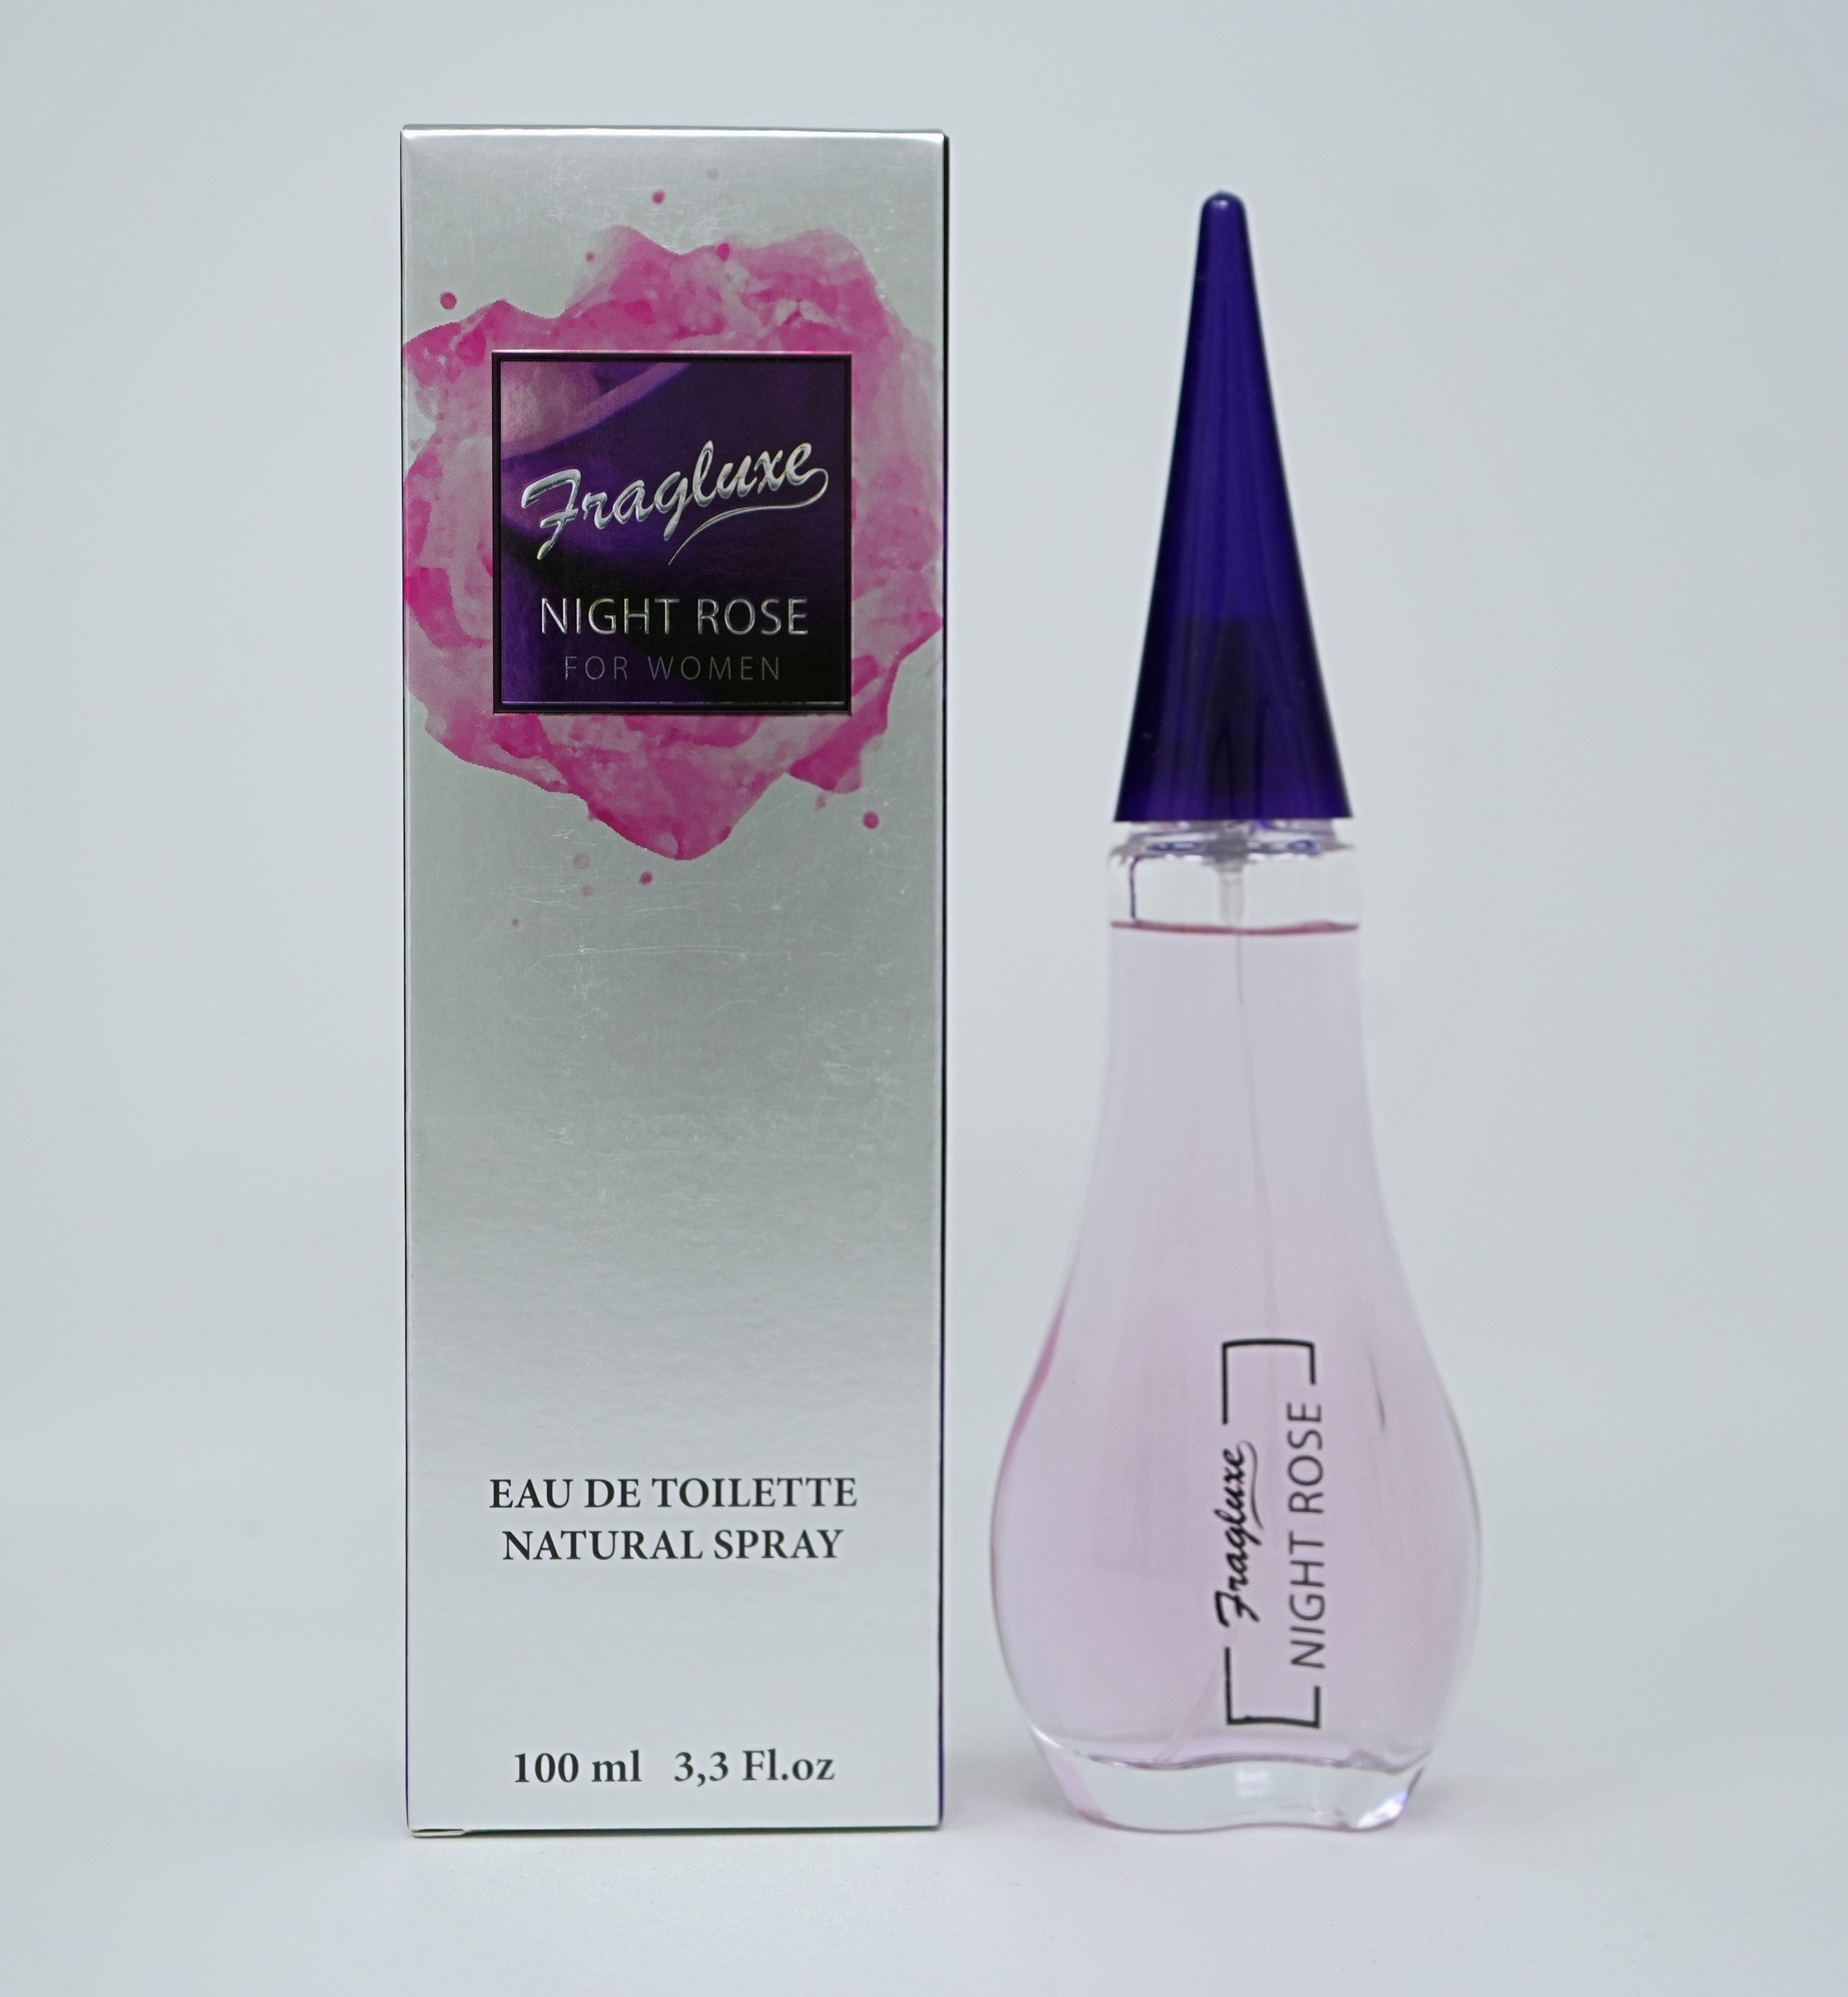 Fragluxe
NIGHT ROSE
FOR WOMEN
EAU DE TOILETTE
NATURAL SPRAY
100 ml 3,3 Fl.oz
Fragluxe
NIGHT ROSE